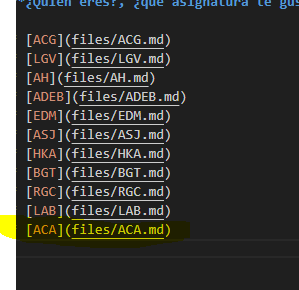 *¿Quién eres?, ¿qué asignatura te gus
[ACG](files/ACG.md)
[LGV](files/LGV.md)
[AH](files/AH.md)
[ADEB](files/ADEB.md)
[EDM](files/EDM.md)
[ASJ](files/ASJ.md)
[HKA](files/HKA.md)
[BGT](files/BGT.md)
[RGC](files/RGC.md)
[LAB](files/LAB.md)
[ACA](files/ACA.md)